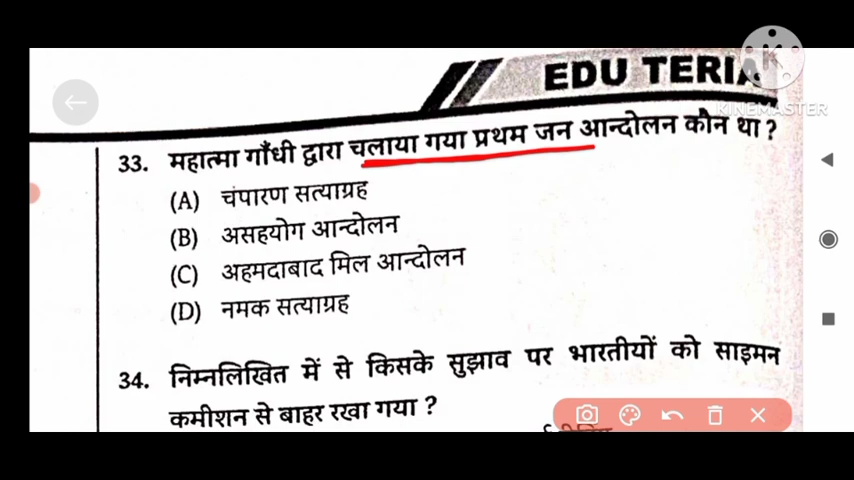 EDU TERIA
KINEMASTER
33. महात्मा गाँधी द्वारा चलाया गया प्रथम जन आन्दोलन कौन था ?
(A) चंपारण सत्याग्रह
(B) असहयोग आन्दोलन
(C) अहमदाबाद मिल आन्दोलन
(D) नमक सत्याग्रह
34. निम्नलिखित में से किसके सुझाव पर भारतीयों को साइमन
कमीशन से बाहर रखा गया ?